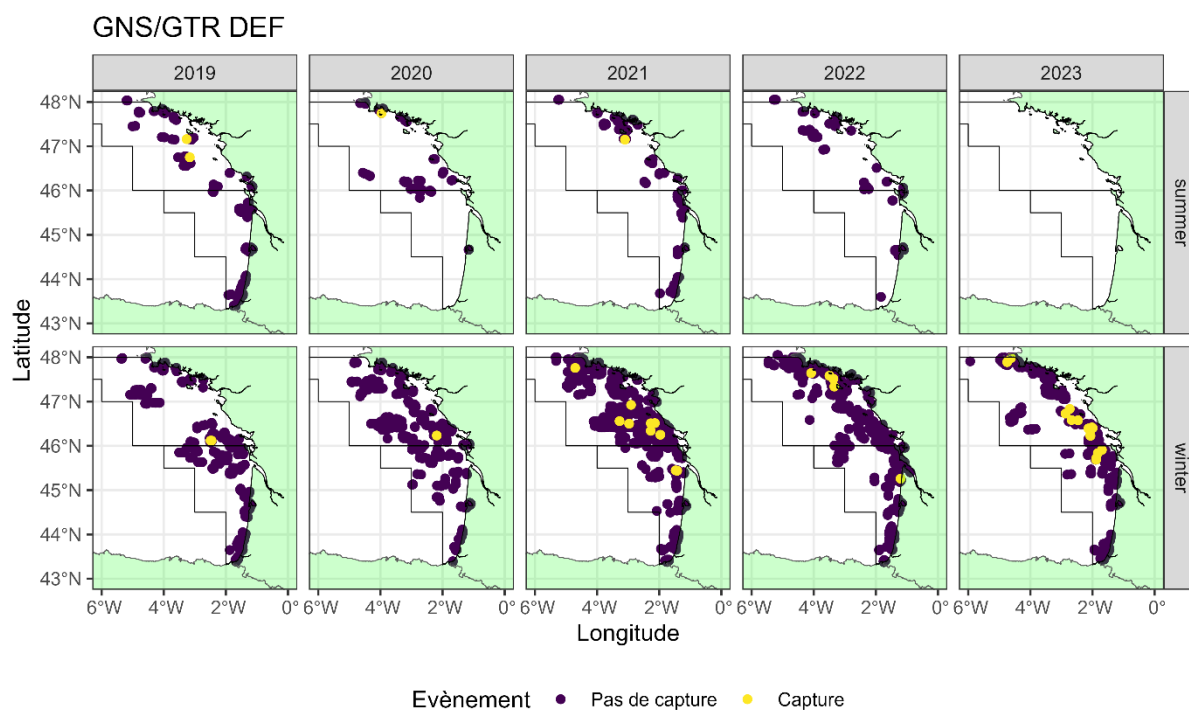 GNS/GTR DEF
2019 2020 2021 2022 2023
48°N
47°N
46°N
45°N
44°N
43°N
summer
48°N
47°N
46°N
45°N
44°N
43°N
winter
Latitude
6°W 4°W 2°W 0° 6°W 4°W 2°W 0° 6°W 4°W 2°W 0° 6°W 4°W 2°W 0° 6°W 4°W 2°W 0°
Longitude
Evènement Pas de capture Capture